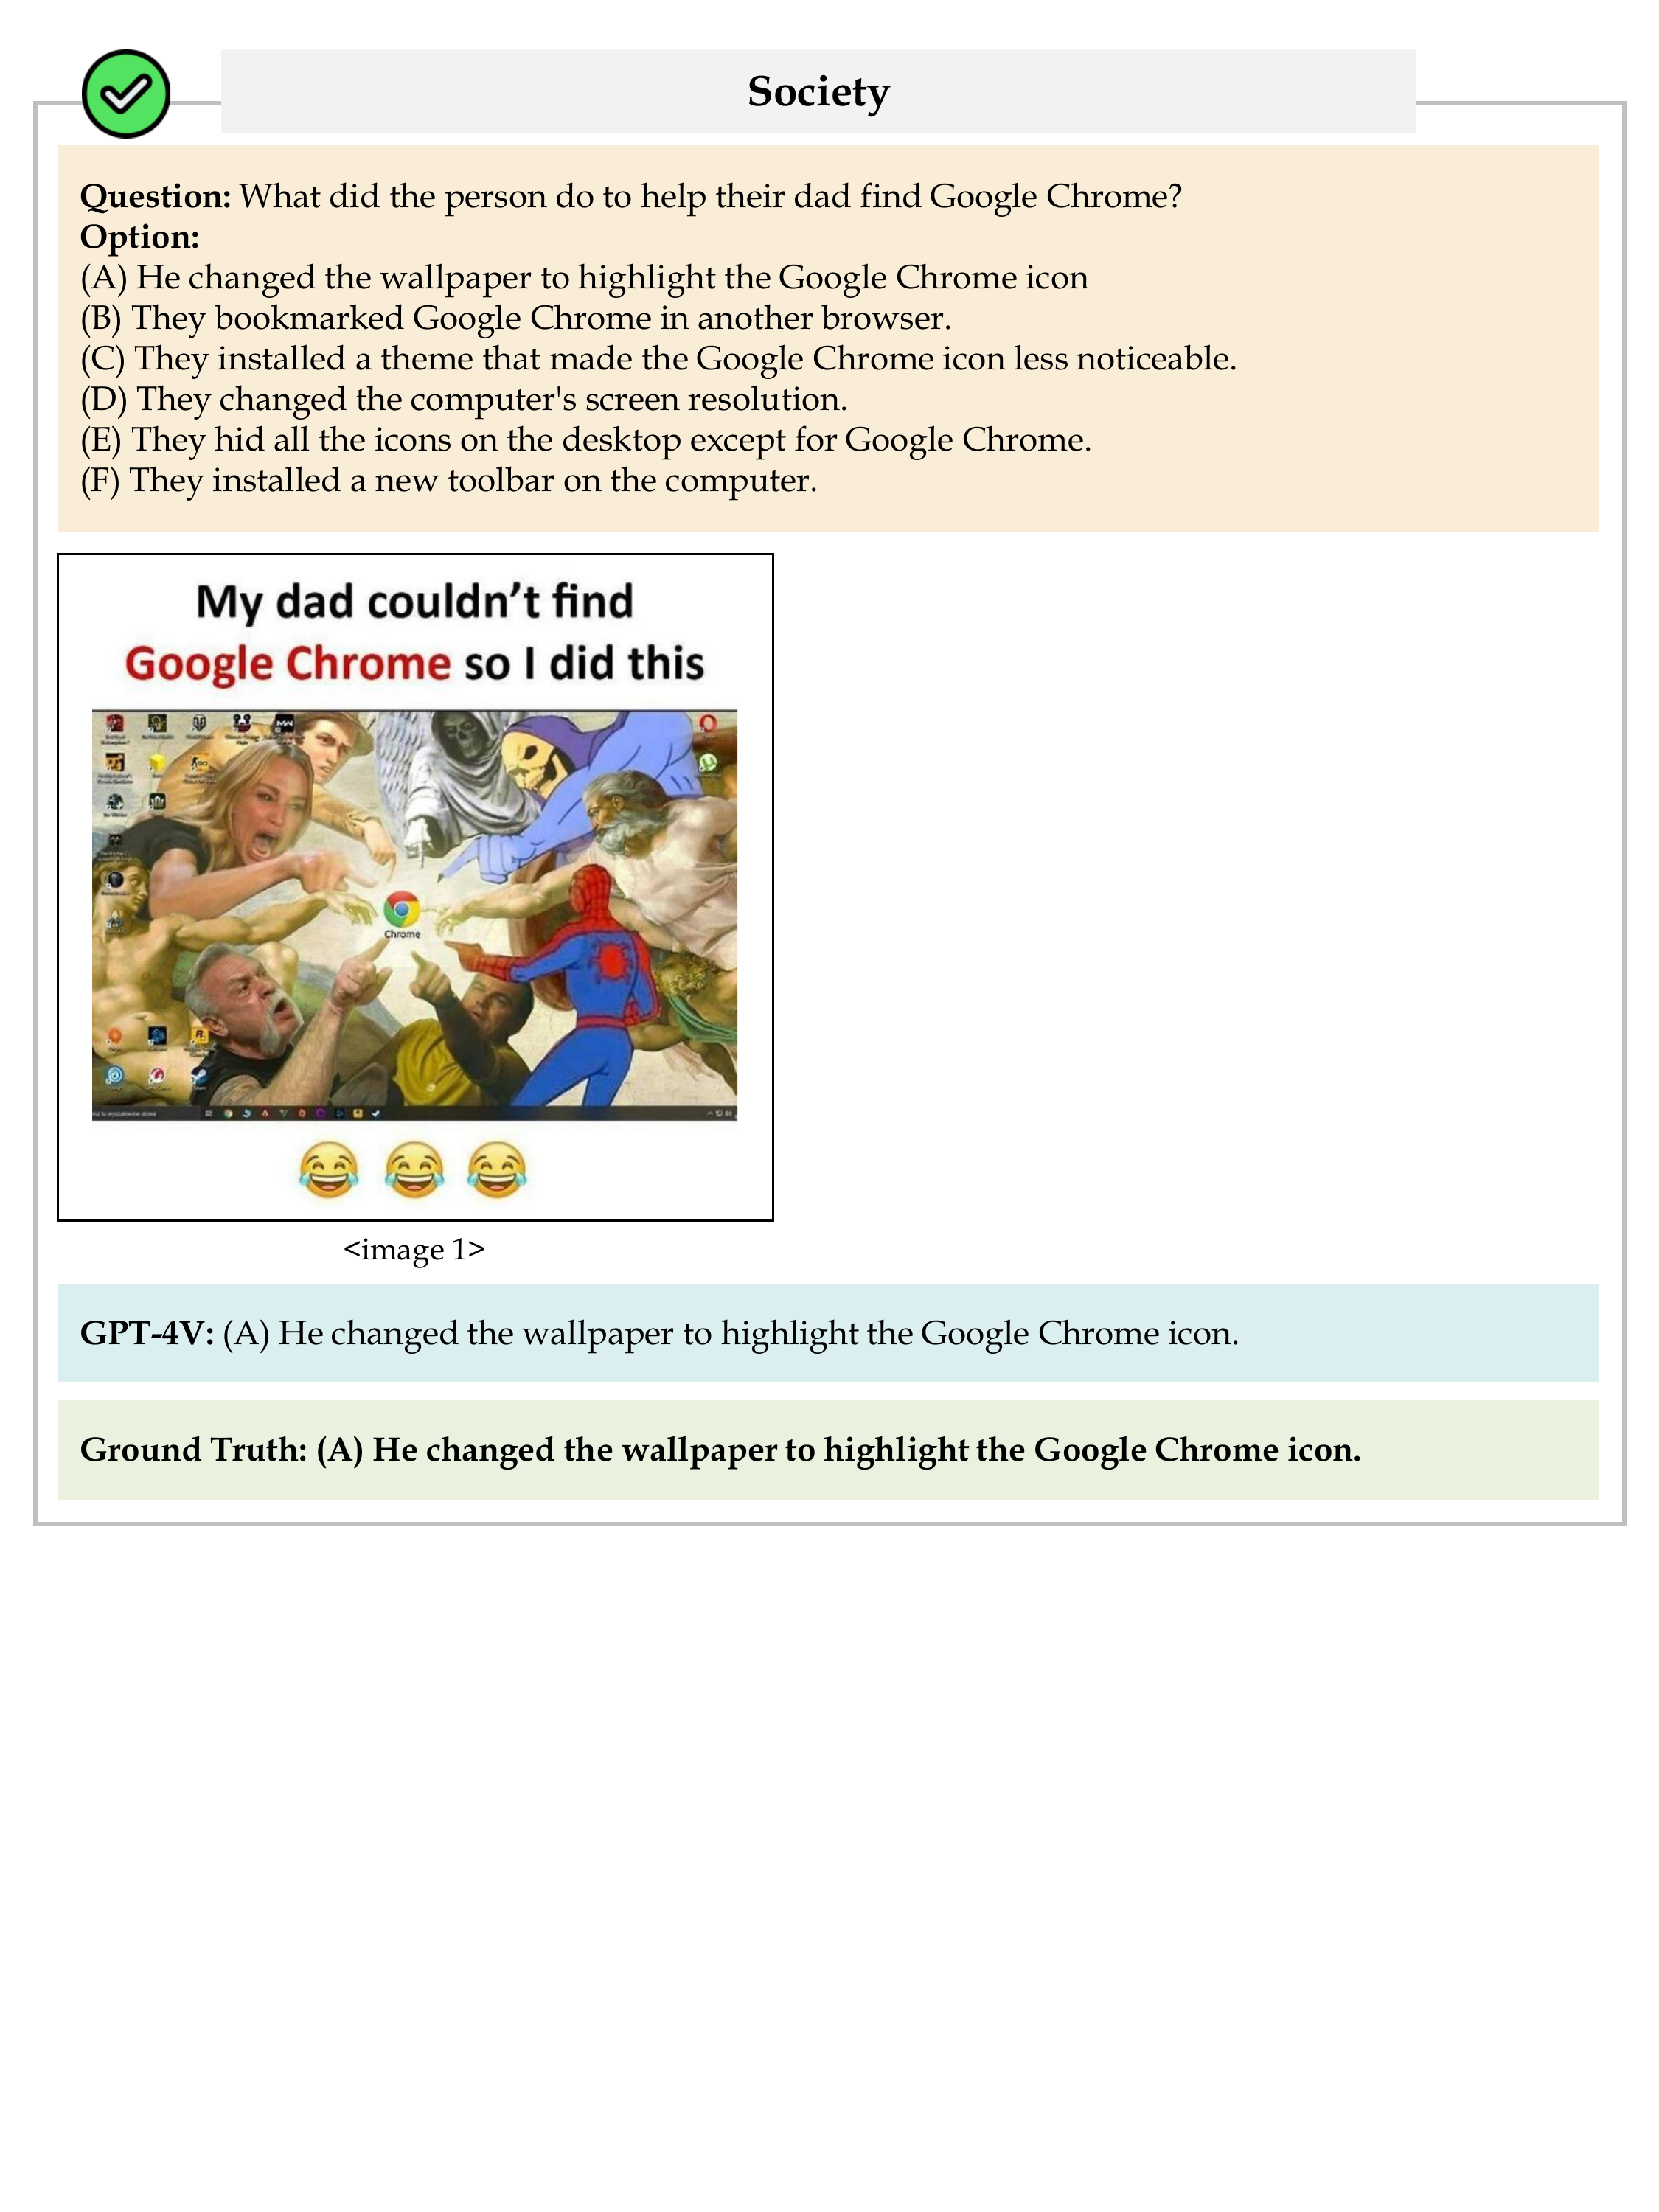 Society
Question: What did the person do to help their dad find Google Chrome?
Option:
(A) He changed the wallpaper to highlight the Google Chrome icon
(B) They bookmarked Google Chrome in another browser.
(C) They installed a theme that made the Google Chrome icon less noticeable.
(D) They changed the computer's screen resolution.
(E) They hid all the icons on the desktop except for Google Chrome.
(F) They installed a new toolbar on the computer.
My dad couldn’t find
Google Chrome so I did this
Chrome
<image 1>
GPT-4V: (A) He changed the wallpaper to highlight the Google Chrome icon.
Ground Truth: (A) He changed the wallpaper to highlight the Google Chrome icon.